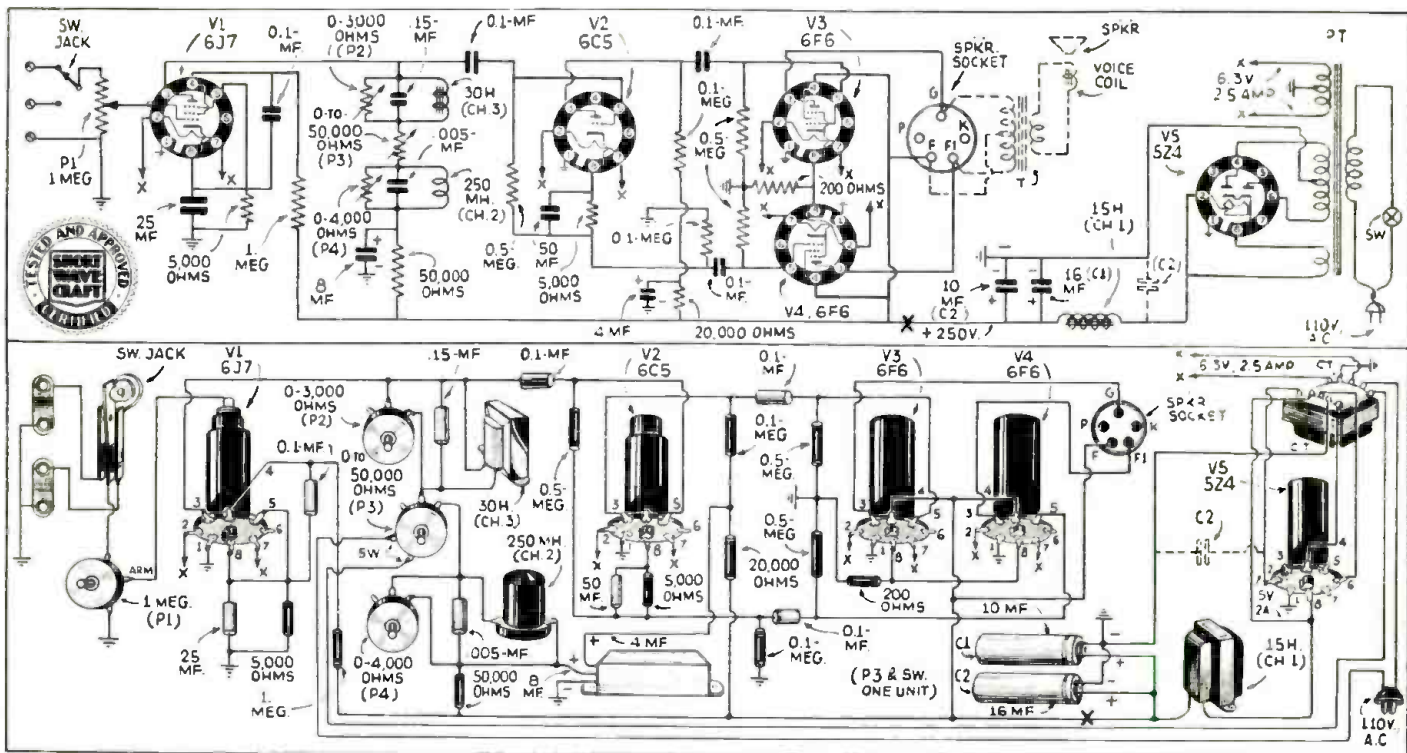 SW. JACK
V1 6J7
0.1- MF.
0-3,000 OHMS (P2)
.15- MF
0.1-MF
V2 6C5
0.1- MF
V3 6F6
SPKR. SOCKET
SPKR
VOICE COIL
PT
6.3 V 2.5 AMP
X
X
30H (CH.3)
0-TO- 50,000 OHMS (P3)
.005- MF
0.1- MEG
0.5- MEG
G
P
K
F
F1
T
V5 5Z4
P1 1 MEG
X
X
25 MF
5,000 OHMS
1 MEG
0-4,000 OHMS (P4)
250 MH. (CH.2)
8 MF
50,000 OHMS
0.5- MEG.
50 MF
5,000 OHMS
0.1-MEG
0.1- MF
200 OHMS
4 MF
20,000 OHMS
V4, 6F6
X
+250V.
10 MF. (C2)
16 MF (C1)
15H (CH 1)
(C2)
SW
110V. A.C
TESTED AND APPROVED
SHORT WAVE CRAFT
CERTIFIED
SW. JACK
V1 6J7
0-3,000 OHMS (P2)
.15-MF
0.1-MF
V2 6C5
0.1- MF
V3 6F6
V4 6F6
SPKR SOCKET
6.3V, 2.5 AMP
CT.
X
X
0.1-MF
0-TO 50,000 OHMS (P3)
30H. (CH.3)
0.5- MEG.
0.1- MEG
0.5- MEG
0.5- MEG
G
P
K
F
F1
C.T
V5 5Z4
C2
ARM
1 MEG. (P1)
SW
250 MH (CH.2)
50 MF
5,000 OHMS
20,000 OHMS
200 OHMS
5V 2A
25 MF.
5,000 OHMS
1. MEG.
0-4,000 OHMS (P4)
.005-MF
50,000 OHMS
8 MF
+ 4 MF
0.1- MEG.
0.1- MF
(P3 & SW. ONE UNIT)
10 MF
C1
C2
16 MF
X
15H. (CH 1)
110V. A.C